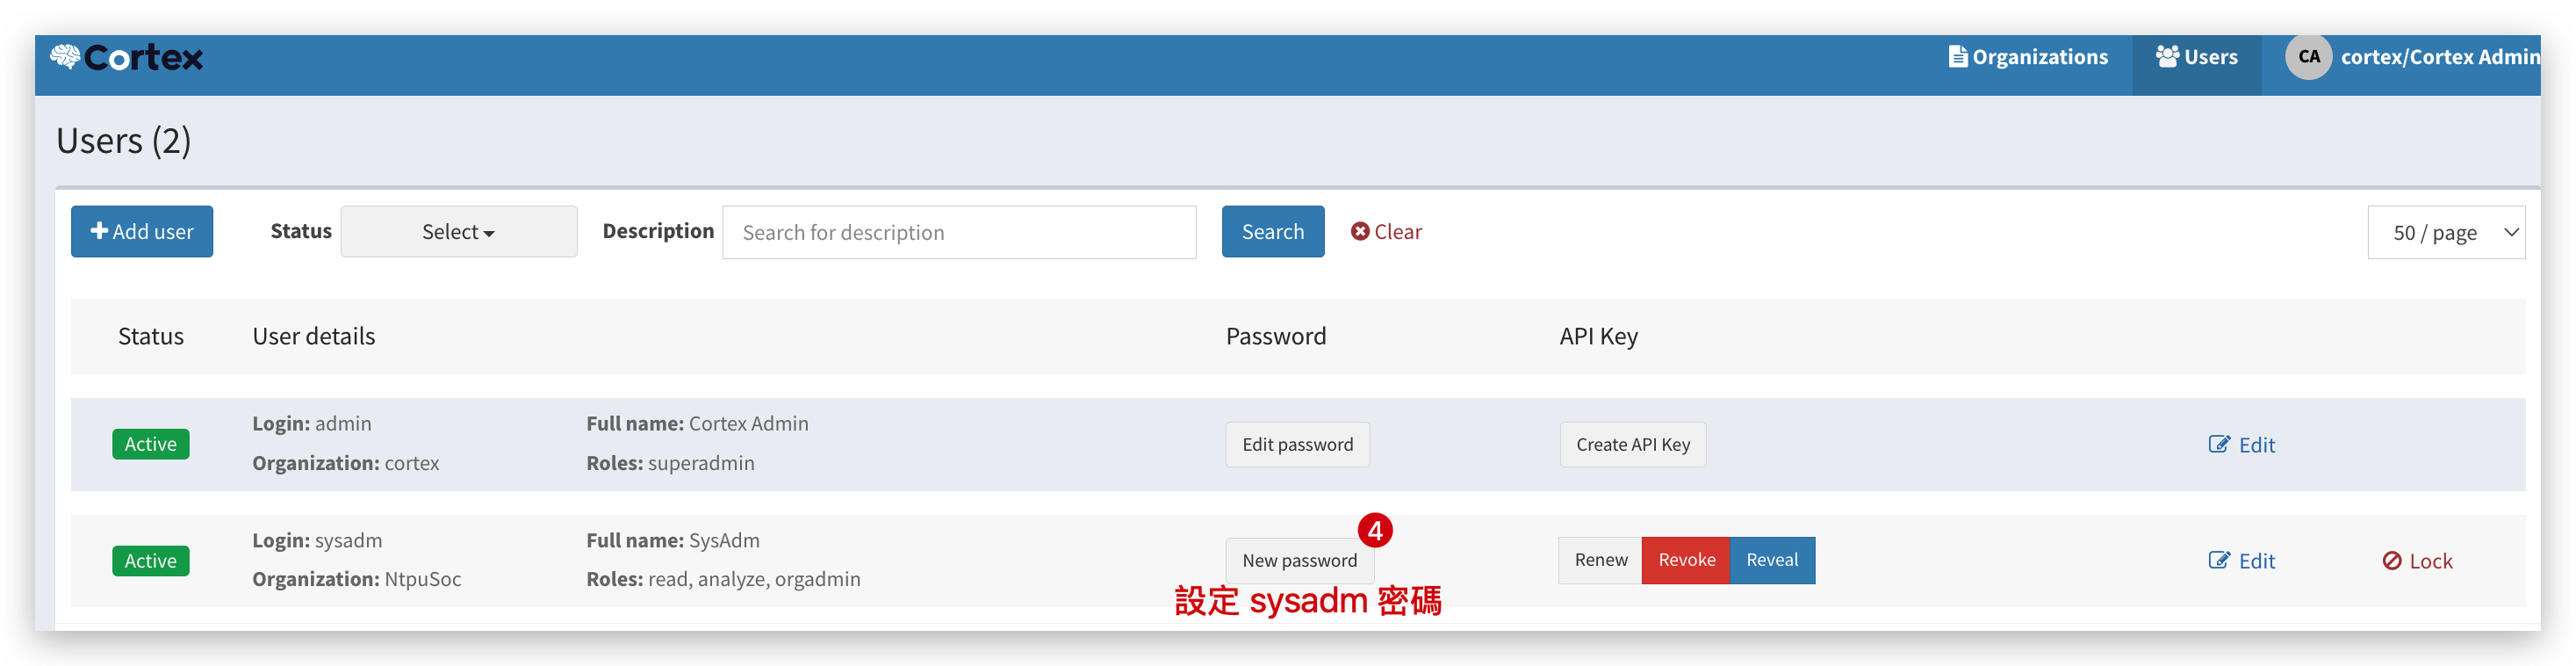 Cortex
Organizations
Users
CA
cortex/Cortex Admin
Users (2)
Add user
Status
Select
Description
Search for description
Search
Clear
50 / page
Status
User details
Password
API Key
Active
Login: admin
Full name: Cortex Admin
Organization: cortex
Roles: superadmin
Edit password
Create API Key
Edit
Active
Login: sysadm
Full name: SysAdm
Organization: NtpuSoc
Roles: read, analyze, orgadmin
4
New password
Renew
Revoke
Reveal
Edit
Lock
設定 sysadm 密碼